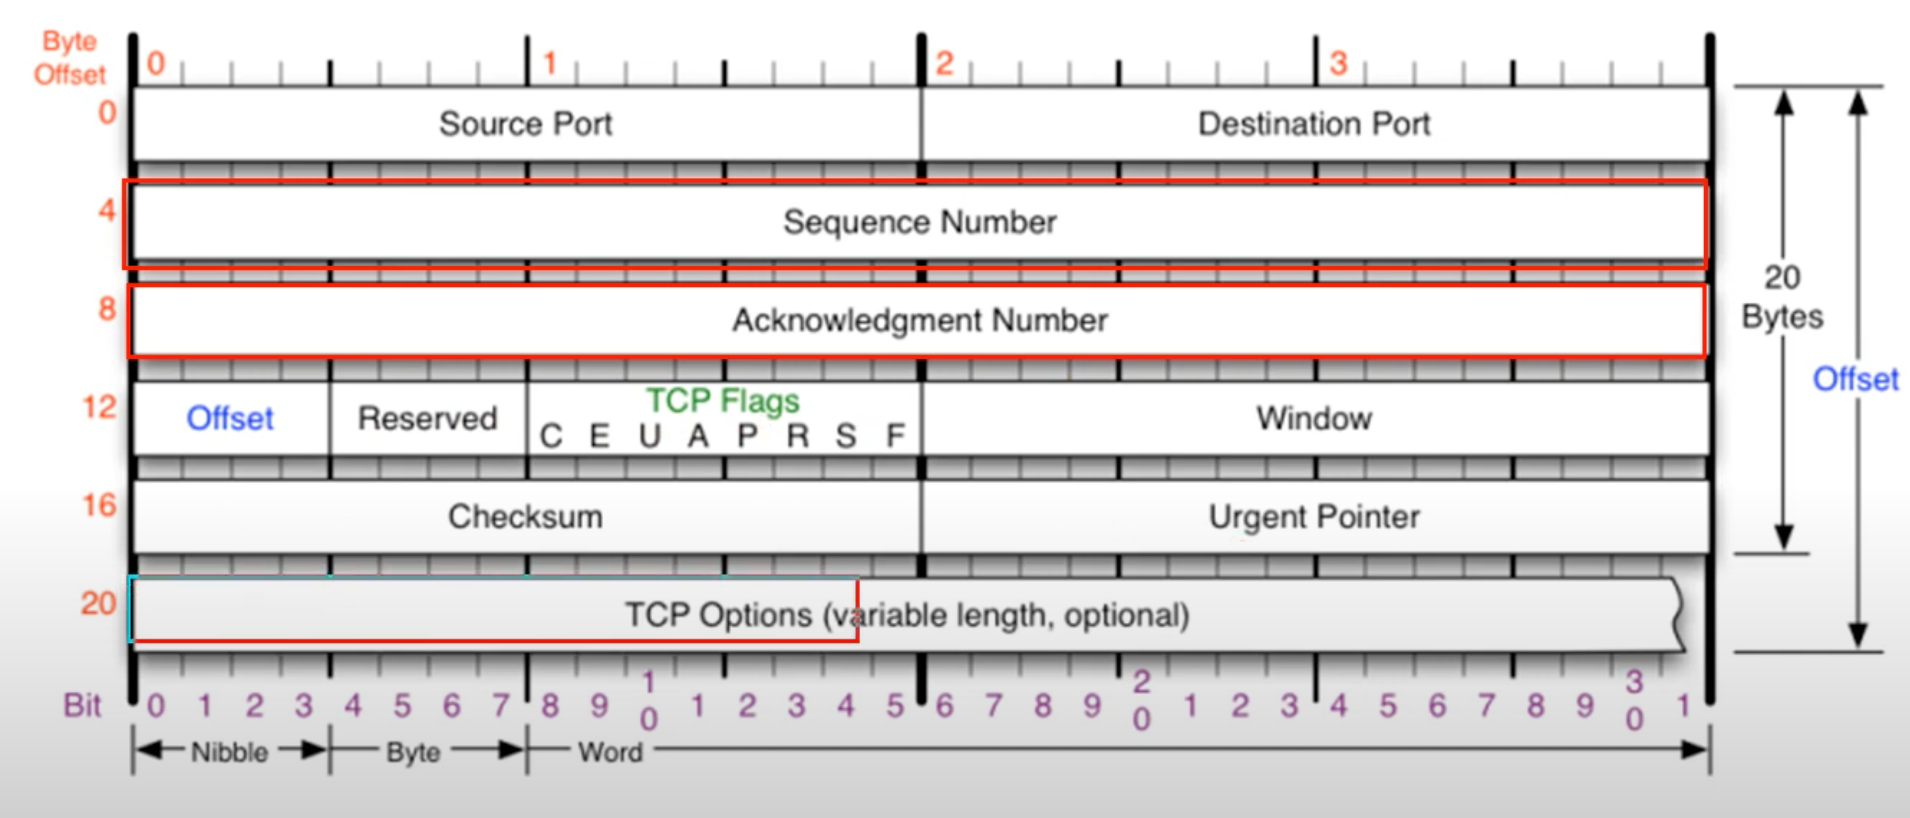 Byte
Offset
0 1 2 3
0
Source Port Destination Port
4
Sequence Number
8
Acknowledgment Number
20
Bytes
Offset
12
Offset Reserved TCP Flags Window
C E U A P R S F
16
Checksum Urgent Pointer
20
TCP Options (variable length, optional)
Bit 0 1 2 3 4 5 6 7 8 9 10 1 2 3 4 5 6 7 8 9 20 1 2 3 4 5 6 7 8 9 30 1
Nibble Byte Word